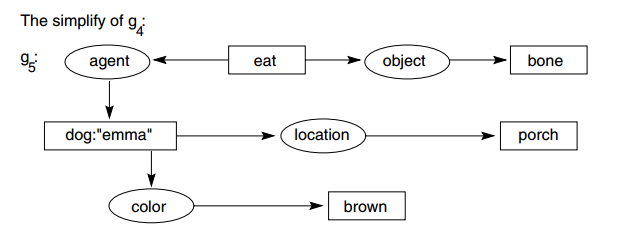 The simplify of g4:
g5: agent eat object bone
dog:"emma" location porch
color brown